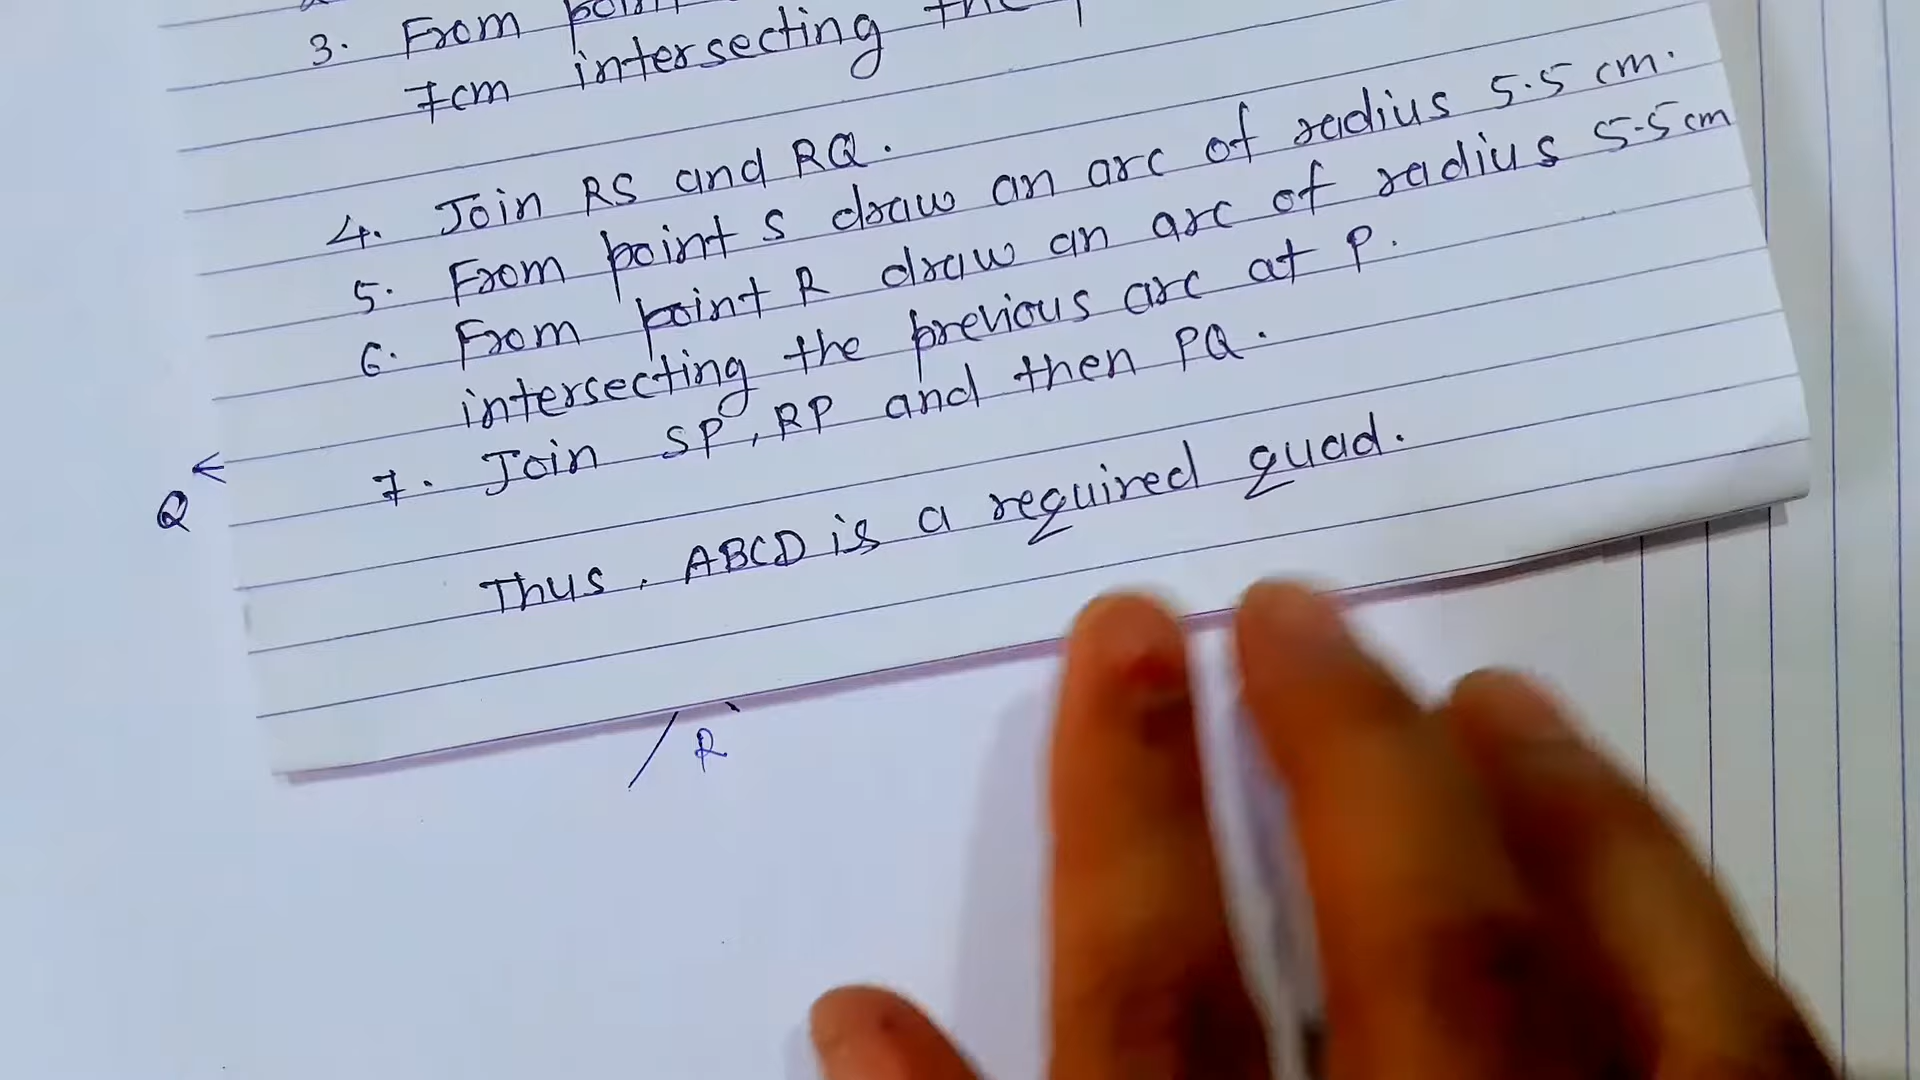 3. From point
7cm intersecting the
4. Join RS and RQ.
5. From point S draw an arc of radius 5.5 cm.
6. From point R draw an arc of radius 5.5 cm
intersecting the previous arc at P.
7. Join SP, RP and then PQ.
Thus, ABCD is a required quad.
Q
R